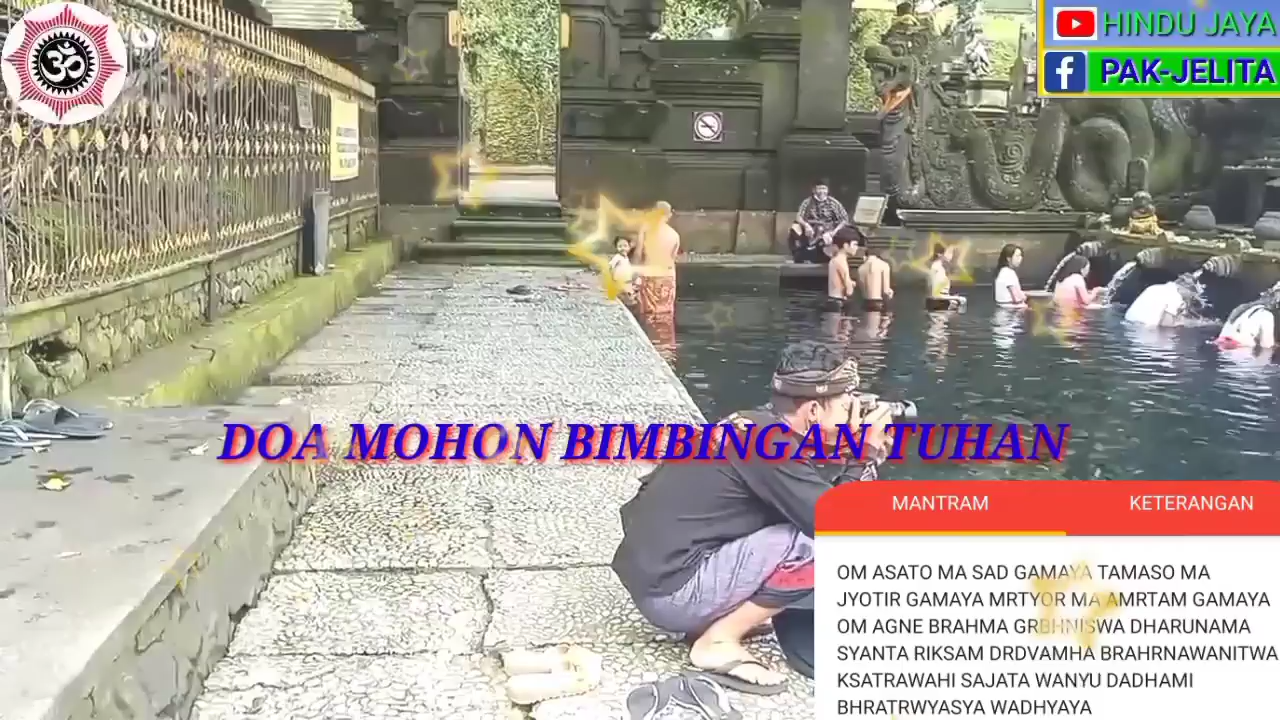 HINDU JAYA
PAK-JELITA
DOA MOHON BIMBINGAN TUHAN
MANTRAM KETERANGAN
OM ASATO MA SAD GAMAYA TAMASO MA
JYOTIR GAMAYA MRTYOR MA AMRTAM GAMAYA
OM AGNE BRAHMA GRBHNISWA DHARUNAMA
SYANTA RIKSAM DRDVAMHA BRAHRNAWANITWA
KSATRAWAHI SAJATA WANYU DADHAMI
BHRATRWYASYA WADHYAYA